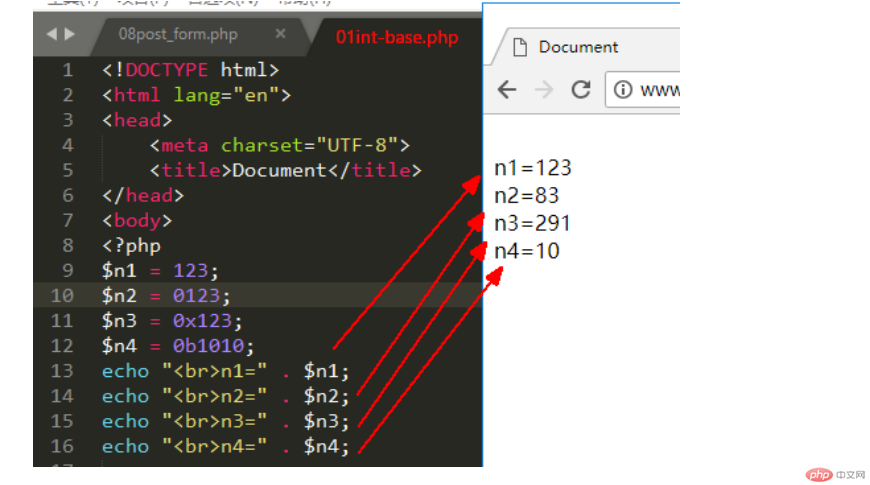 08post_form.php ×
01int-base.php
1 <!DOCTYPE html>
2 <html lang="en">
3 <head>
4 <meta charset="UTF-8">
5 <title>Document</title>
6 </head>
7 <body>
8 <?php
9 $n1 = 123;
10 $n2 = 0123;
11 $n3 = 0x123;
12 $n4 = 0b1010;
13 echo "<br>n1=" . $n1;
14 echo "<br>n2=" . $n2;
15 echo "<br>n3=" . $n3;
16 echo "<br>n4=" . $n4;
Document
www
n1=123
n2=83
n3=291
n4=10
php 中文网